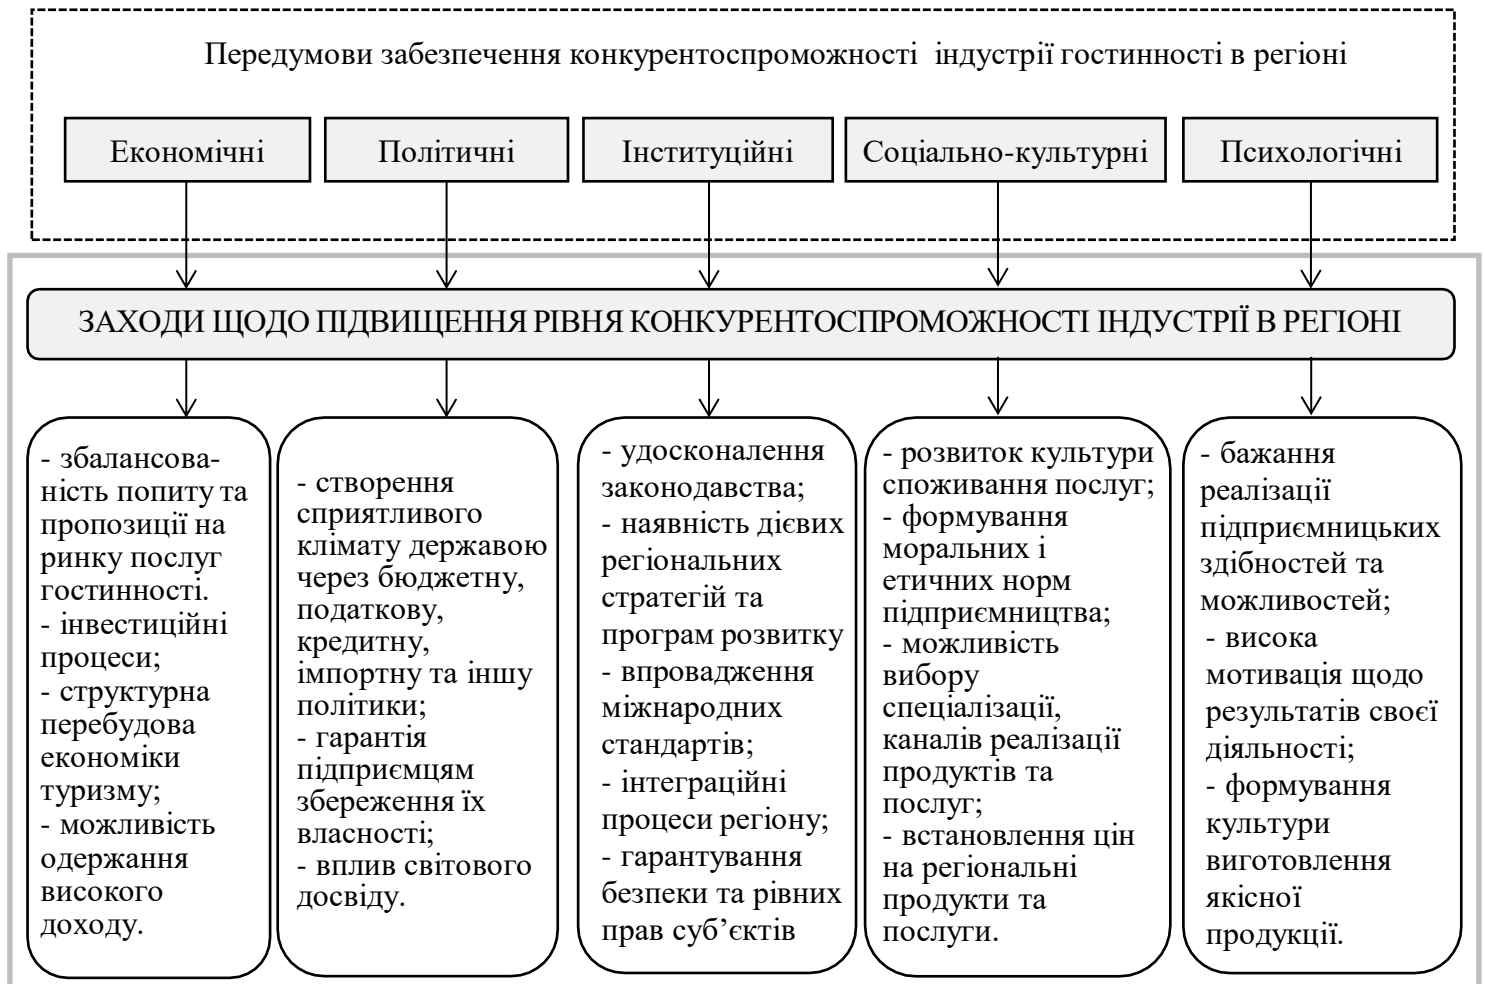 Передумови забезпечення конкурентоспроможності індустрії гостинності в регіоні
Економічні
Політичні
Інституційні
Соціально-культурні
Психологічні
ЗАХОДИ ЩОДО ПІДВИЩЕННЯ РІВНЯ КОНКУРЕНТОСПРОМОЖНОСТІ ІНДУСТРІЇ В РЕГІОНІ
- збалансова-
ність попиту та
пропозиції на
ринку послуг
гостинності.
- інвестиційні
процеси;
- структурна
перебудова
економіки
туризму;
- можливість
одержання
високого
доходу.
- створення
сприятливого
клімату державою
через бюджетну,
податкову,
кредитну,
імпортну та іншу
політики;
- гарантія
підприємцям
збереження їх
власності;
- вплив світового
досвіду.
- удосконалення
законодавства;
- наявність дієвих
регіональних
стратегій та
програм розвитку
- впровадження
міжнародних
стандартів;
- інтеграційні
процеси регіону;
- гарантування
безпеки та рівних
прав суб’єктів
- розвиток культури
споживання послуг;
- формування
моральних і
етичних норм
підприємництва;
- можливість
вибору
спеціалізації,
каналів реалізації
продуктів та
послуг;
- встановлення цін
на регіональні
продукти та
послуги.
- бажання
реалізації
підприємницьких
здібностей та
можливостей;
- висока
мотивація щодо
результатів своєї
діяльності;
- формування
культури
виготовлення
якісної
продукції.